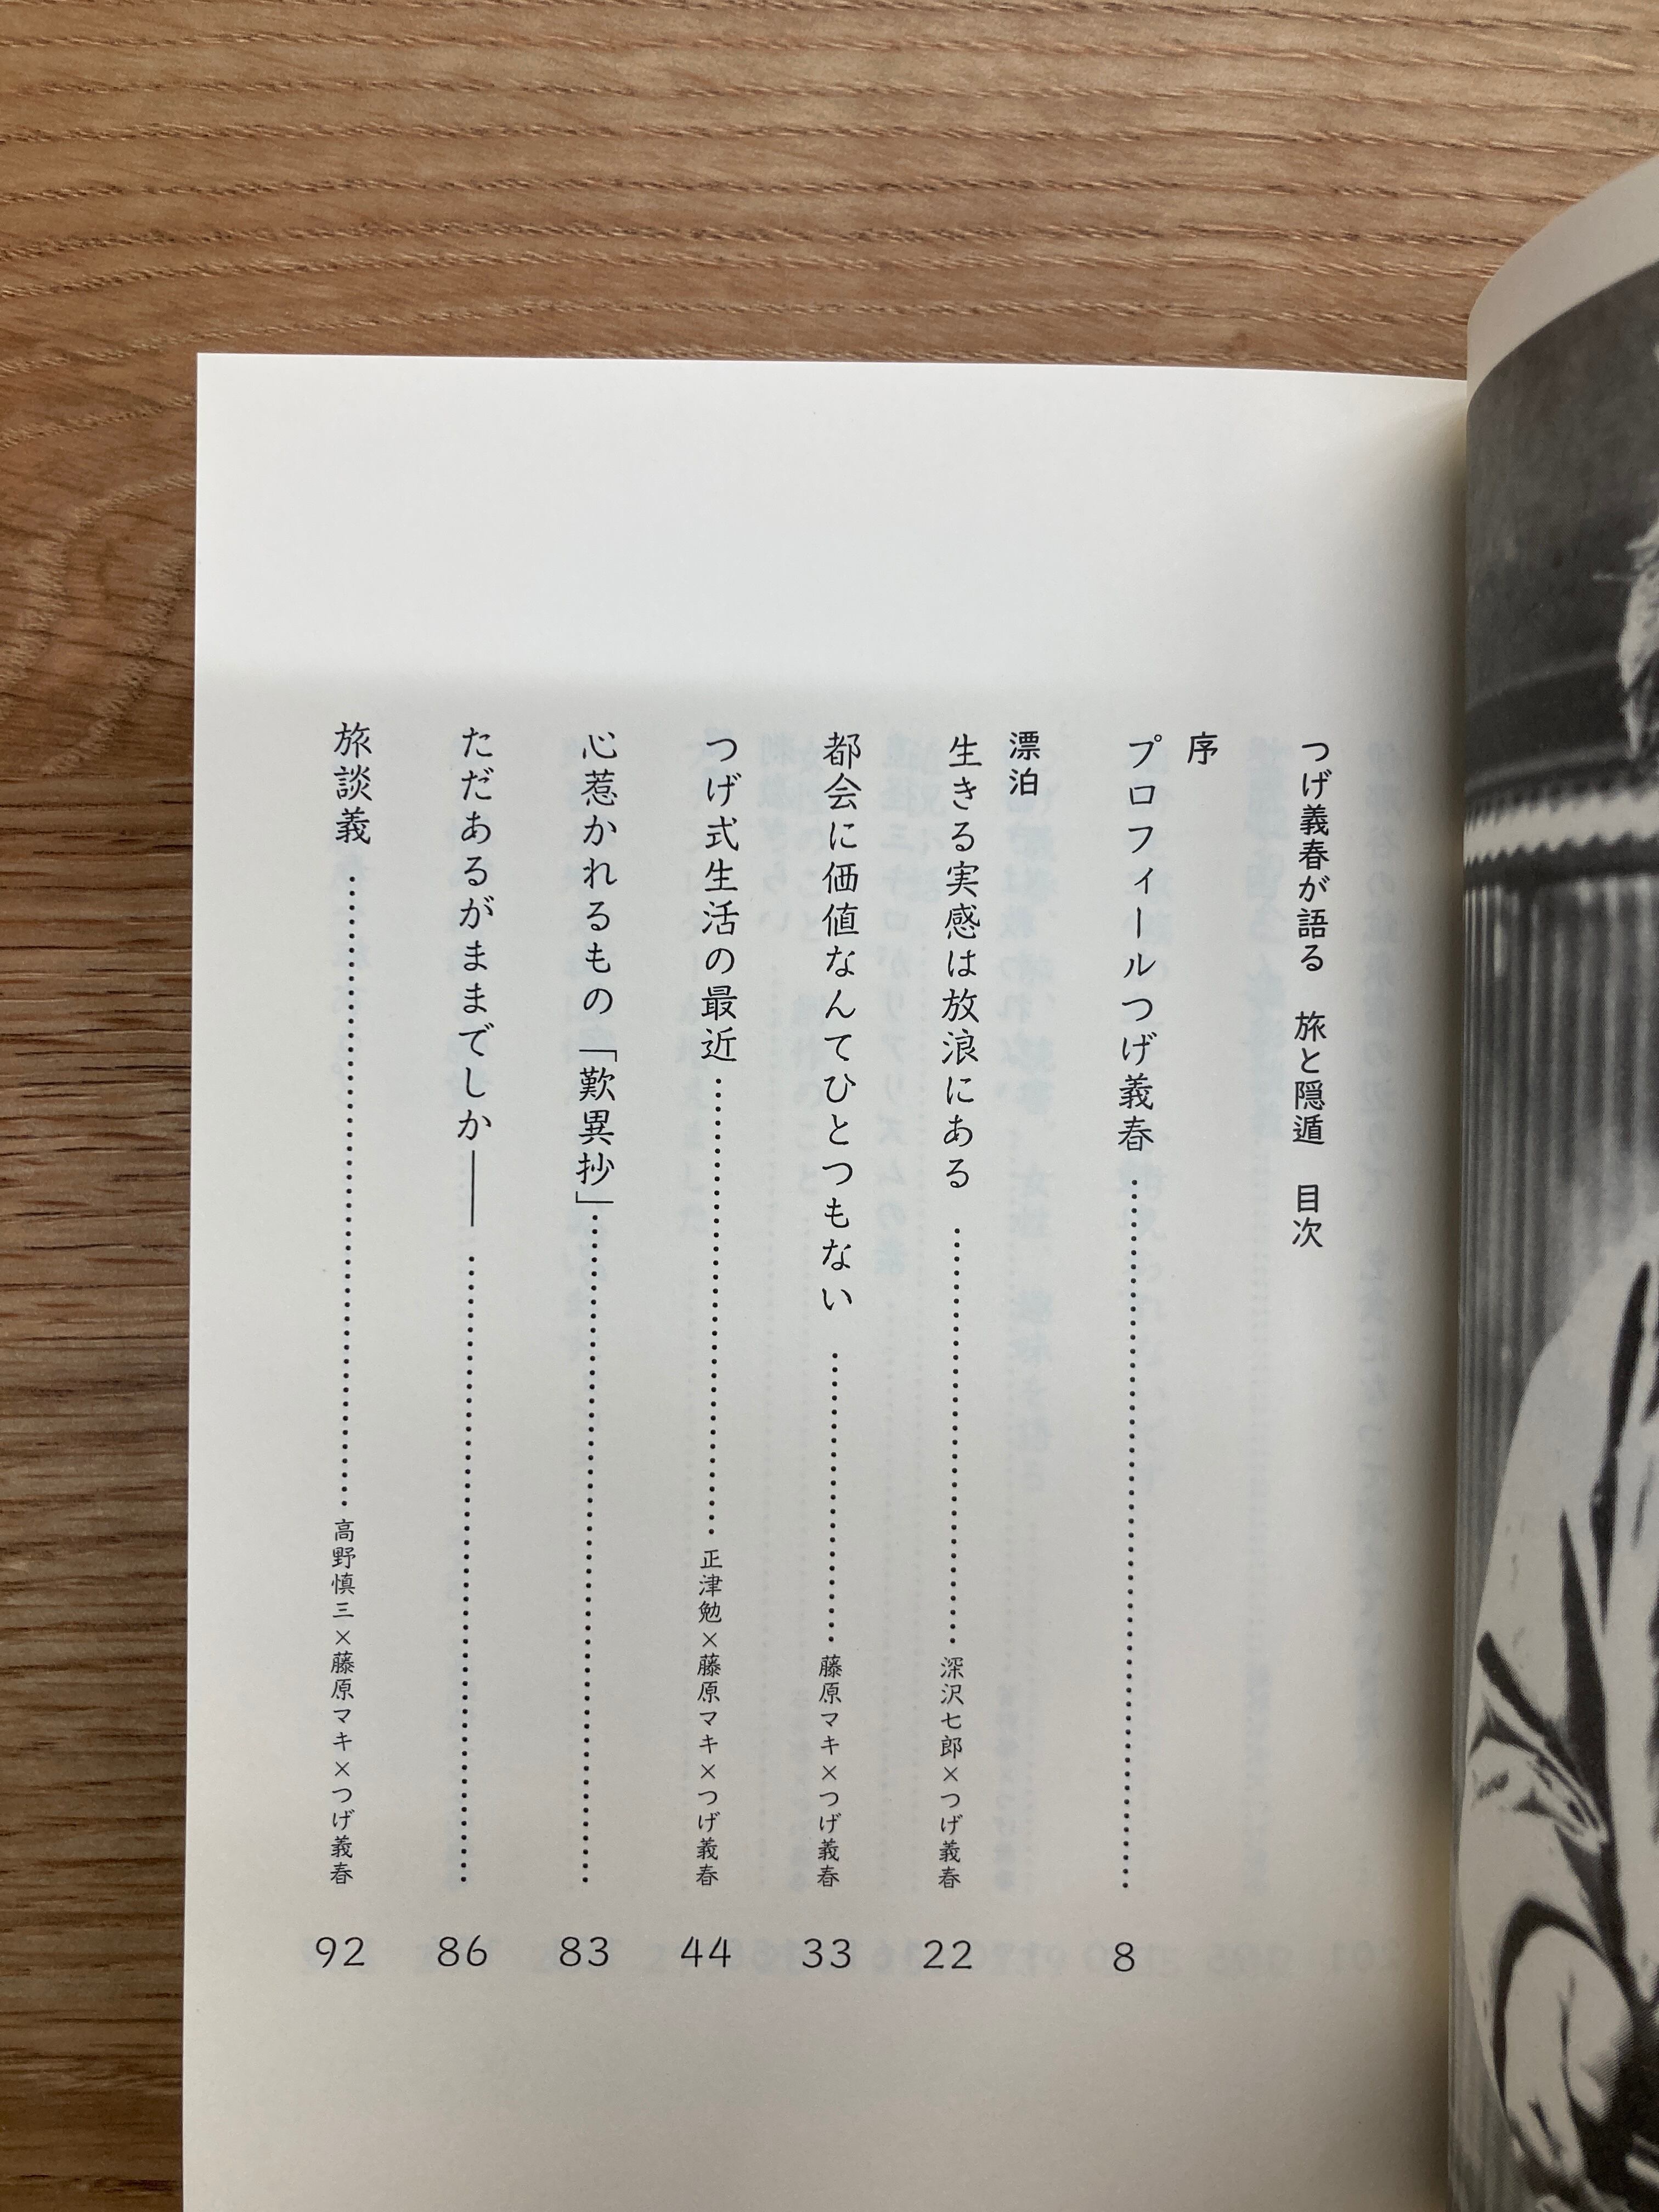 つげ義春が語る　旅と隠遁　目次
序
プロフィールつげ義春 …… 8
漂泊
生きる実感は放浪にある …… 深沢七郎×つげ義春 22
都会に価値なんてひとつもない …… 藤原マキ×つげ義春 33
つげ式生活の最近 …… 正津勉×藤原マキ×つげ義春 44
心惹かれるもの「歎異抄」 …… 83
ただあるがままでしか―― …… 86
旅談義 …… 高野慎三×藤原マキ×つげ義春 92